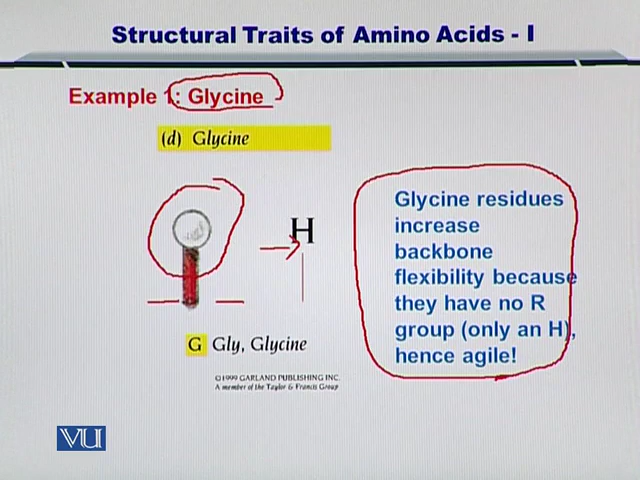 Structural Traits of Amino Acids - I
Example 1: Glycine
(d) Glycine
H
Glycine residues
increase
backbone
flexibility because
they have no R
group (only an H),
hence agile!
G Gly, Glycine
©1999 GARLAND PUBLISHING INC.
A member of the Taylor & Francis Group
VU